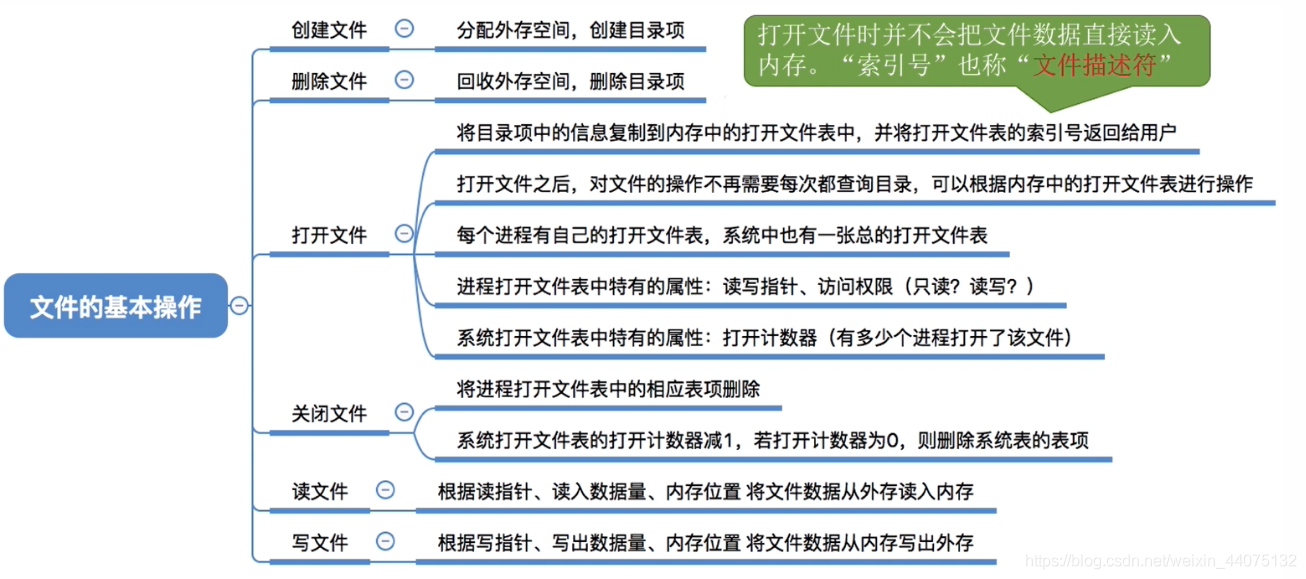 创建文件
分配外存空间，创建目录项
打开文件时并不会把文件数据直接读入
内存。“索引号”也称“文件描述符”
删除文件
回收外存空间，删除目录项
将目录项中的信息复制到内存中的打开文件表中，并将打开文件表的索引号返回给用户
打开文件之后，对文件的操作不再需要每次都查询目录，可以根据内存中的打开文件表进行操作
打开文件
每个进程有自己的打开文件表，系统中也有一张总的打开文件表
进程打开文件表中特有的属性：读写指针、访问权限（只读？读写？）
文件的基本操作
系统打开文件表中特有的属性：打开计数器（有多少个进程打开了该文件）
将进程打开文件表中的相应表项删除
关闭文件
系统打开文件表的打开计数器减1，若打开计数器为0，则删除系统表的表项
读文件
根据读指针、读入数据量、内存位置 将文件数据从外存读入内存
写文件
根据写指针、写出数据量、内存位置 将文件数据从内存写出外存
https://blog.csdn.net/weixin_44075132